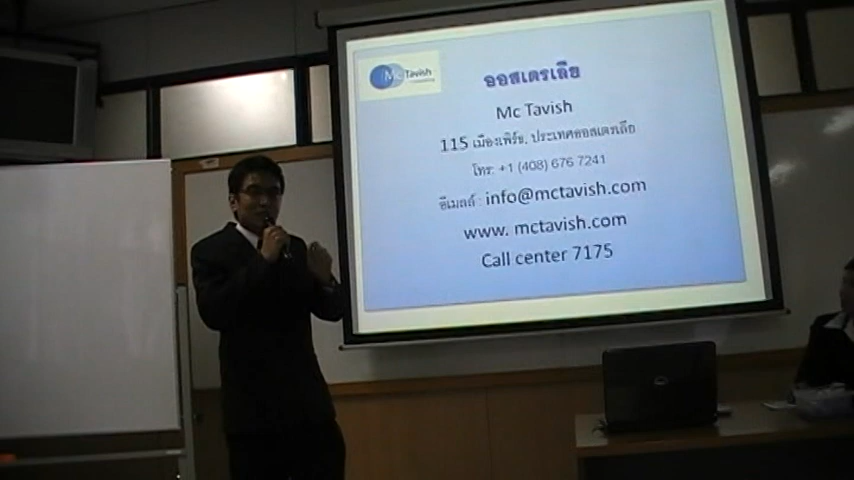 Mc Tavish
ออสเตรเลีย
Mc Tavish
115 เมืองเพิร์ธ, ประเทศออสเตรเลีย
โทร: +1 (408) 676 7241
อีเมลล์ : info@mctavish.com
www. mctavish.com
Call center 7175